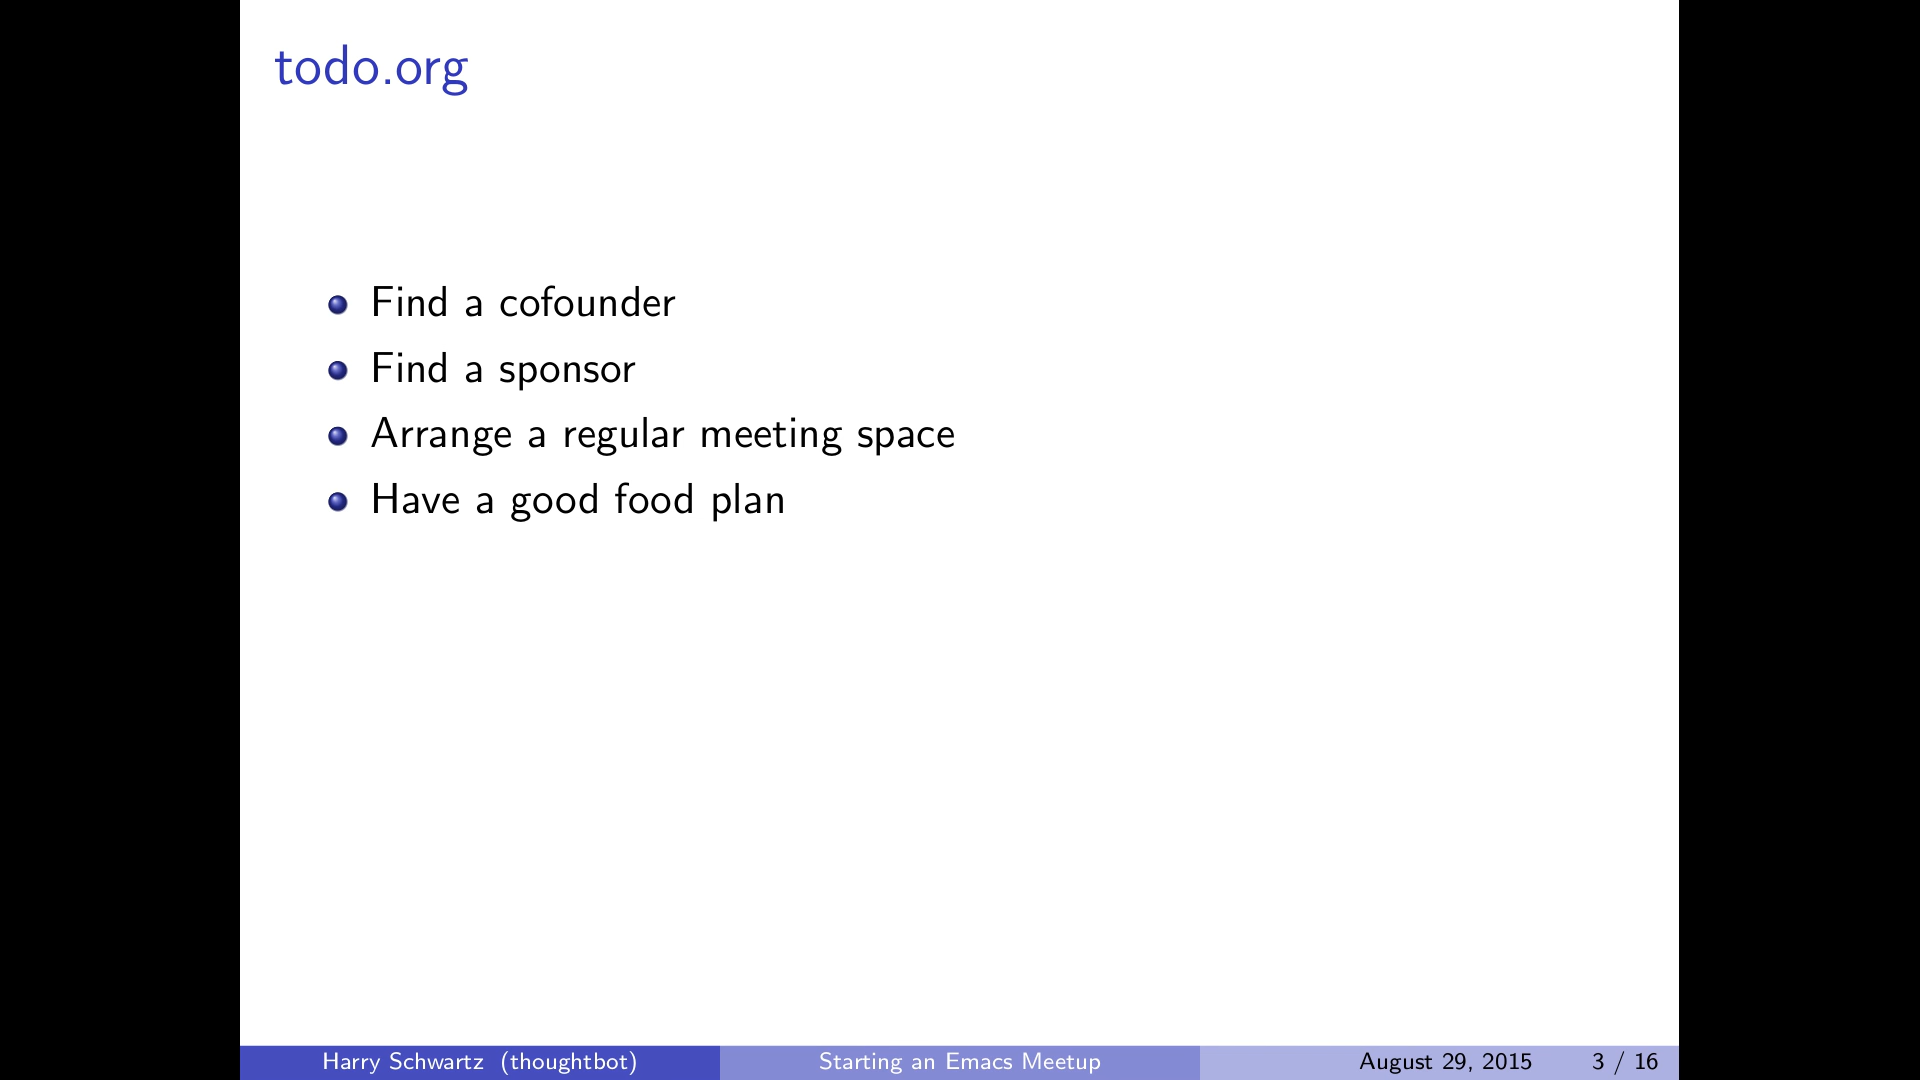 todo.org
Find a cofounder
Find a sponsor
Arrange a regular meeting space
Have a good food plan
Harry Schwartz (thoughtbot)
Starting an Emacs Meetup
August 29, 2015
3 / 16